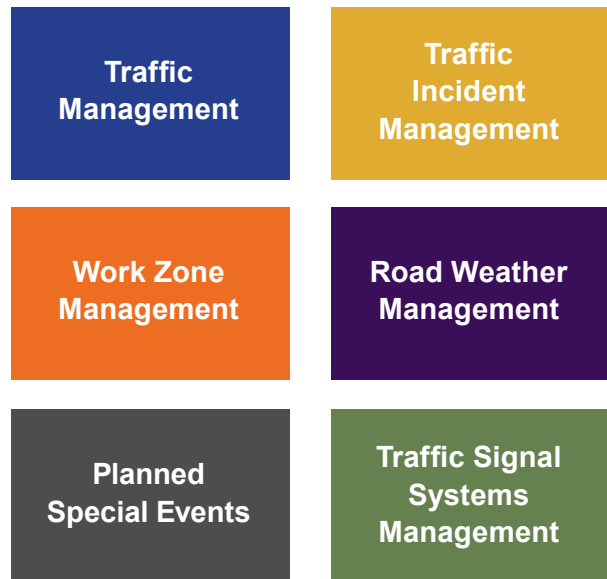 Traffic
Management
Traffic
Incident
Management
Work Zone
Management
Road Weather
Management
Planned
Special Events
Traffic Signal
Systems
Management